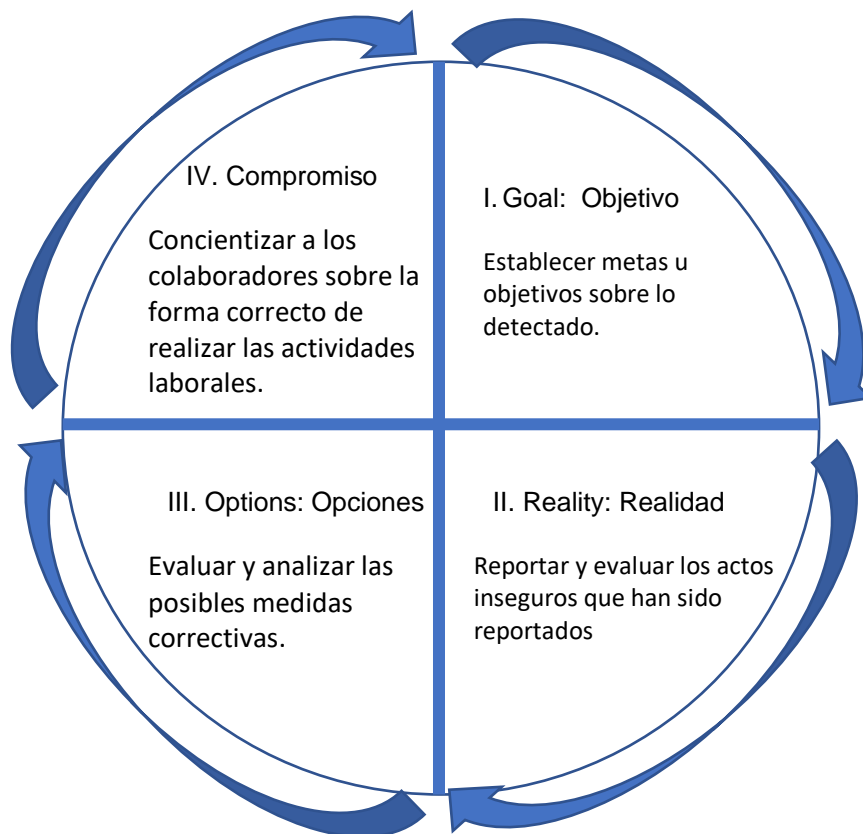 IV. Compromiso
Concientizar a los
colaboradores sobre la
forma correcto de
realizar las actividades
laborales.
I. Goal: Objetivo
Establecer metas u
objetivos sobre lo
detectado.
III. Options: Opciones
Evaluar y analizar las
posibles medidas
correctivas.
II. Reality: Realidad
Reportar y evaluar los actos
inseguros que han sido
reportados